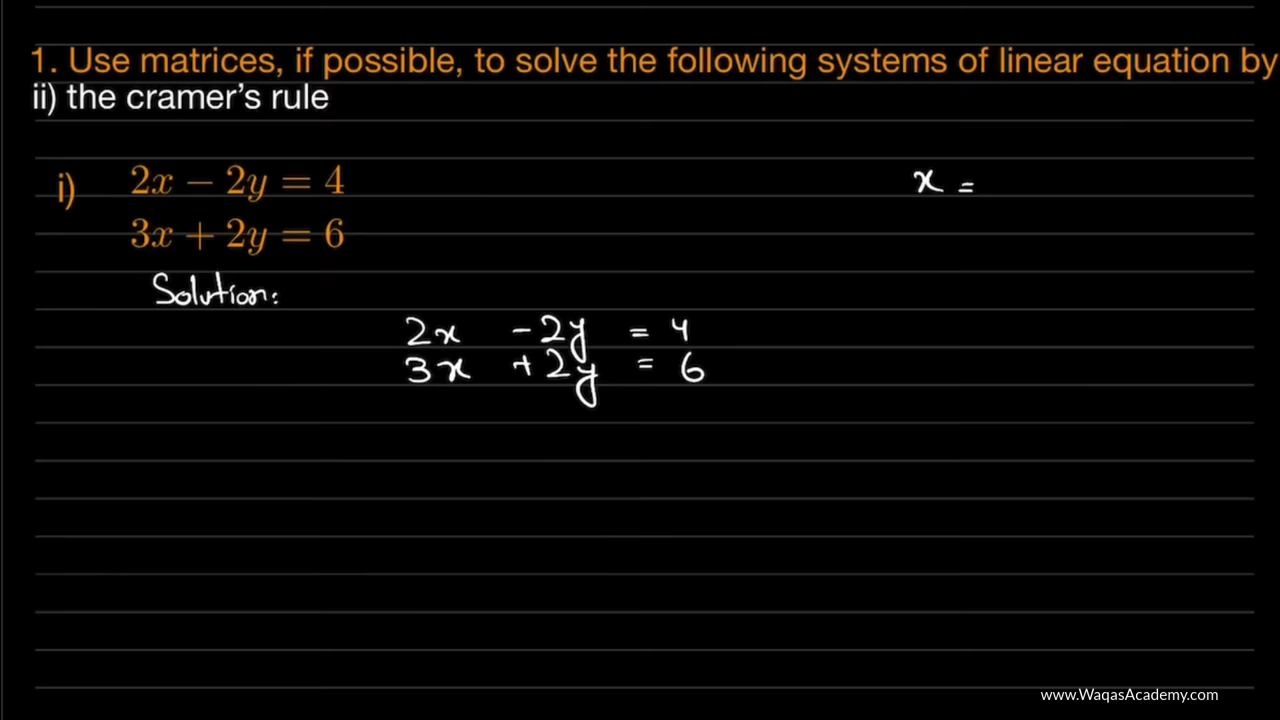 1. Use matrices, if possible, to solve the following systems of linear equation by
ii) the cramer's rule
i) 2x − 2y = 4
3x + 2y = 6
x =
Solution:
2x - 2y = 4
3x + 2y = 6
www.WaqasAcademy.com